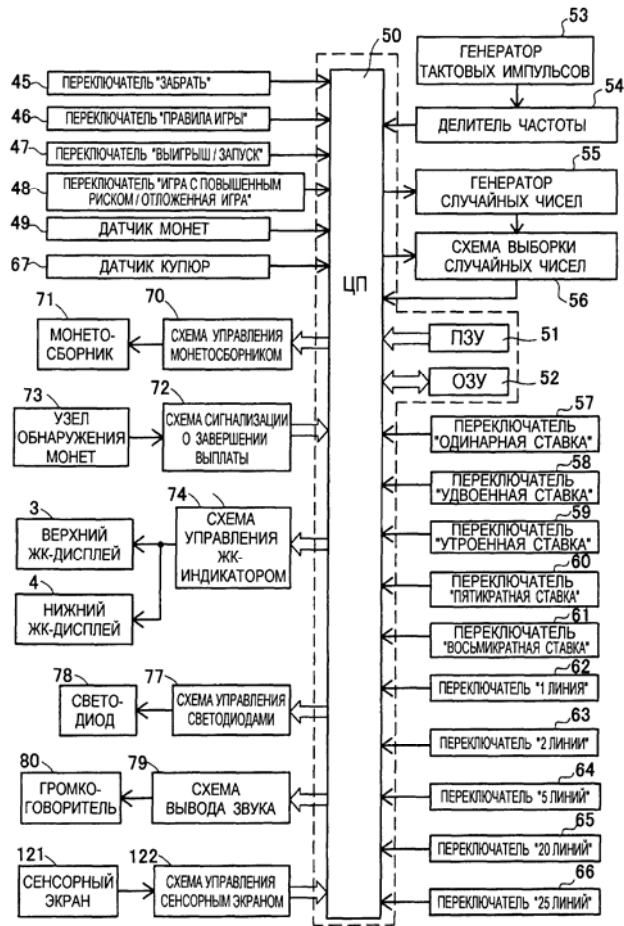 50
53
ГЕНЕРАТОР
ТАКТОВЫХ ИМПУЛЬСОВ
45
ПЕРЕКЛЮЧАТЕЛЬ "ЗАБРАТЬ"
54
46
ПЕРЕКЛЮЧАТЕЛЬ "ПРАВИЛА ИГРЫ"
ДЕЛИТЕЛЬ ЧАСТОТЫ
47
ПЕРЕКЛЮЧАТЕЛЬ "ВЫИГРЫШ / ЗАПУСК"
55
48
ПЕРЕКЛЮЧАТЕЛЬ "ИГРА С ПОВЫШЕННЫМ
РИСКОМ / ОТЛОЖЕННАЯ ИГРА"
ГЕНЕРАТОР
СЛУЧАЙНЫХ ЧИСЕЛ
49
ДАТЧИК МОНЕТ
67
ДАТЧИК КУПЮР
СХЕМА ВЫБОРКИ
СЛУЧАЙНЫХ ЧИСЕЛ
56
ЦП
71
МОНЕТО-
СБОРНИК
70
СХЕМА УПРАВЛЕНИЯ
МОНЕТОСБОРНИКОМ
ПЗУ
51
ОЗУ
52
73
УЗЕЛ
ОБНАРУЖЕНИЯ
МОНЕТ
72
СХЕМА СИГНАЛИЗАЦИИ
О ЗАВЕРШЕНИИ
ВЫПЛАТЫ
57
ПЕРЕКЛЮЧАТЕЛЬ
"ОДИНАРНАЯ СТАВКА"
58
ПЕРЕКЛЮЧАТЕЛЬ
"УДВОЕННАЯ СТАВКА"
3
ВЕРХНИЙ
ЖК-ДИСПЛЕЙ
74
СХЕМА
УПРАВЛЕНИЯ
ЖК-
ИНДИКАТОРОМ
59
ПЕРЕКЛЮЧАТЕЛЬ
"УТРОЕННАЯ СТАВКА"
4
НИЖНИЙ
ЖК-ДИСПЛЕЙ
60
ПЕРЕКЛЮЧАТЕЛЬ
"ПЯТИКРАТНАЯ СТАВКА"
61
ПЕРЕКЛЮЧАТЕЛЬ
"ВОСЬМИКРАТНАЯ СТАВКА"
78
СВЕТО-
ДИОД
77
СХЕМА УПРАВЛЕНИЯ
СВЕТОДИОДАМИ
62
ПЕРЕКЛЮЧАТЕЛЬ "1 ЛИНИЯ"
63
ПЕРЕКЛЮЧАТЕЛЬ "2 ЛИНИИ"
80
ГРОМКО-
ГОВОРИТЕЛЬ
79
СХЕМА
ВЫВОДА ЗВУКА
64
ПЕРЕКЛЮЧАТЕЛЬ "5 ЛИНИЙ"
65
ПЕРЕКЛЮЧАТЕЛЬ "20 ЛИНИЙ"
121
СЕНСОРНЫЙ
ЭКРАН
122
СХЕМА УПРАВЛЕНИЯ
СЕНСОРНЫМ ЭКРАНОМ
66
ПЕРЕКЛЮЧАТЕЛЬ "25 ЛИНИЙ"